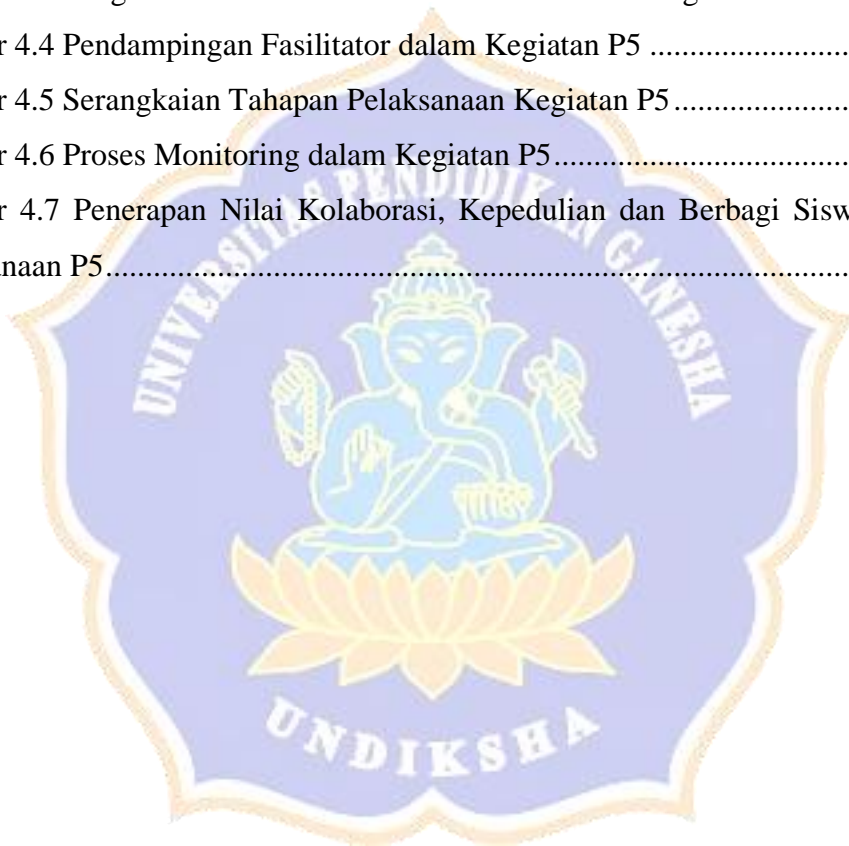 r 4.4 Pendampingan Fasilitator dalam Kegiatan P5 ..............................
r 4.5 Serangkaian Tahapan Pelaksanaan Kegiatan P5..............................
r 4.6 Proses Monitoring dalam Kegiatan P5..............................
r 4.7 Penerapan Nilai Kolaborasi, Kepedulian dan Berbagi Sisw
naan P5..............................
UNIVERSITAS PENDIDIKAN GANESHA
UNDIKSHA